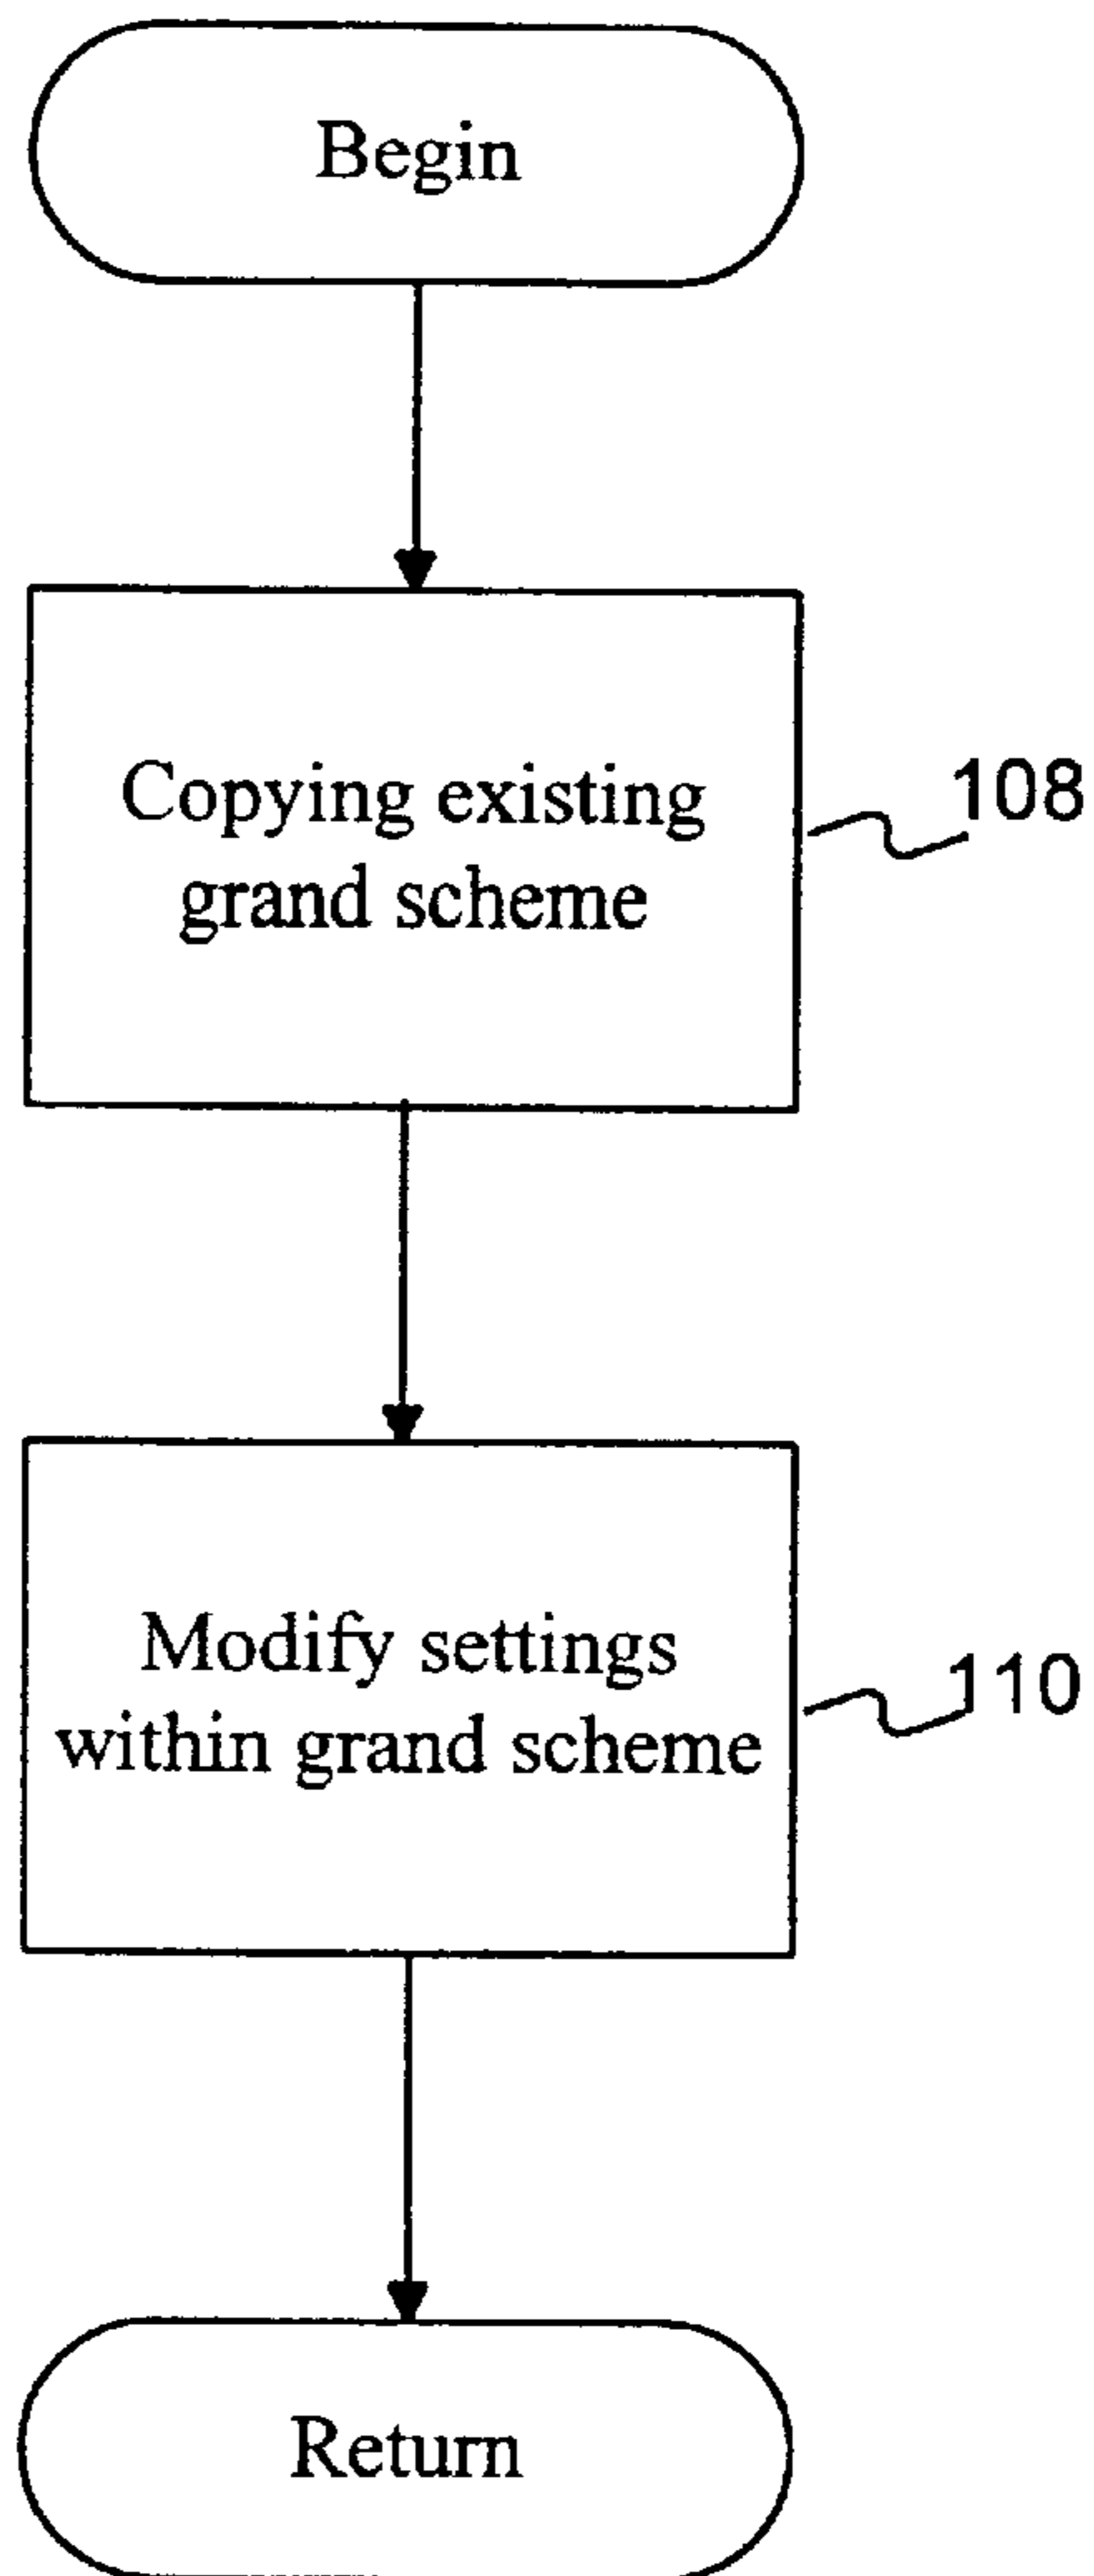 Begin
Copying existing
grand scheme
108
Modify settings
within grand scheme
110
Return